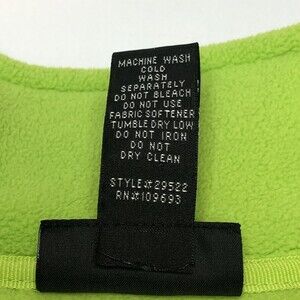 MACHINE WASH
COLD
WASH
SEPARATELY
DO NOT BLEACH
DO NOT USE
FABRIC SOFTENER
TUMBLE DRY LOW
DO NOT IRON
DO NOT
DRY CLEAN
STYLE#29522
RN#109693